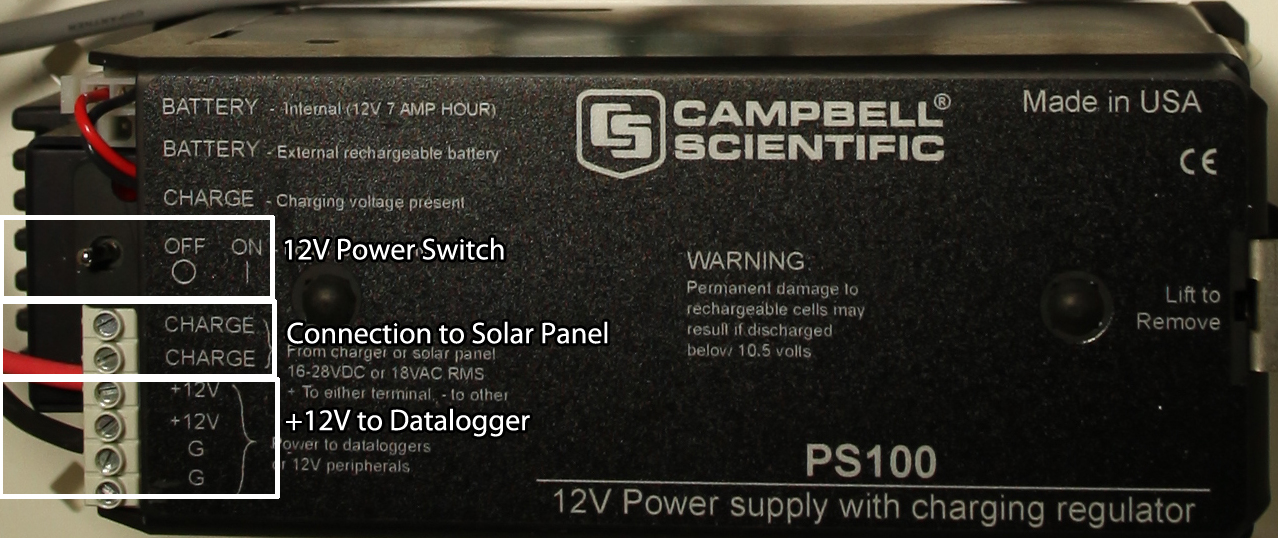 BATTERY - Internal (12V 7 AMP HOUR)
BATTERY - External rechargeable battery
CHARGE - Charging voltage present
OFF ON
12V Power Switch
CHARGE
CHARGE
Connection to Solar Panel
From charger or solar panel
16-28VDC or 18VAC RMS
+ To either terminal, - to other
+12V
+12V
G
G
+12V to Datalogger
Power to dataloggers
or 12V peripherals
CAMPBELL®
SCIENTIFIC
Made in USA
CE
WARNING
Permanent damage to
rechargeable cells may
result if discharged
below 10.5 volts
Lift to
Remove
PS100
12V Power supply with charging regulator